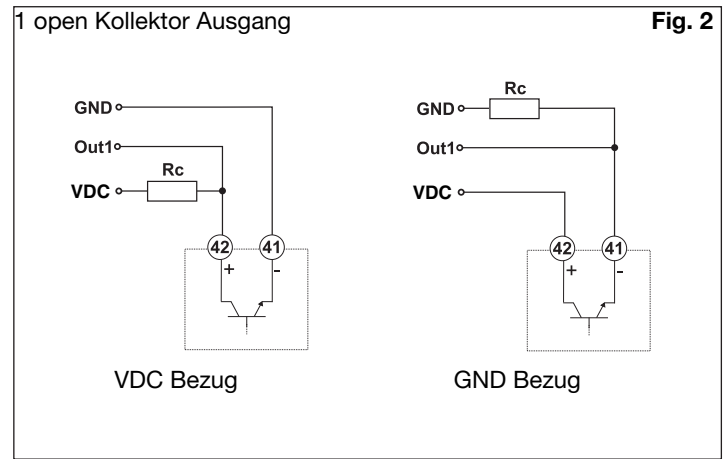 1 open Kollektor Ausgang
Fig. 2
GND
Out1
Rc
VDC
42
41
+
-
VDC Bezug
Rc
GND
Out1
VDC
42
41
+
-
GND Bezug